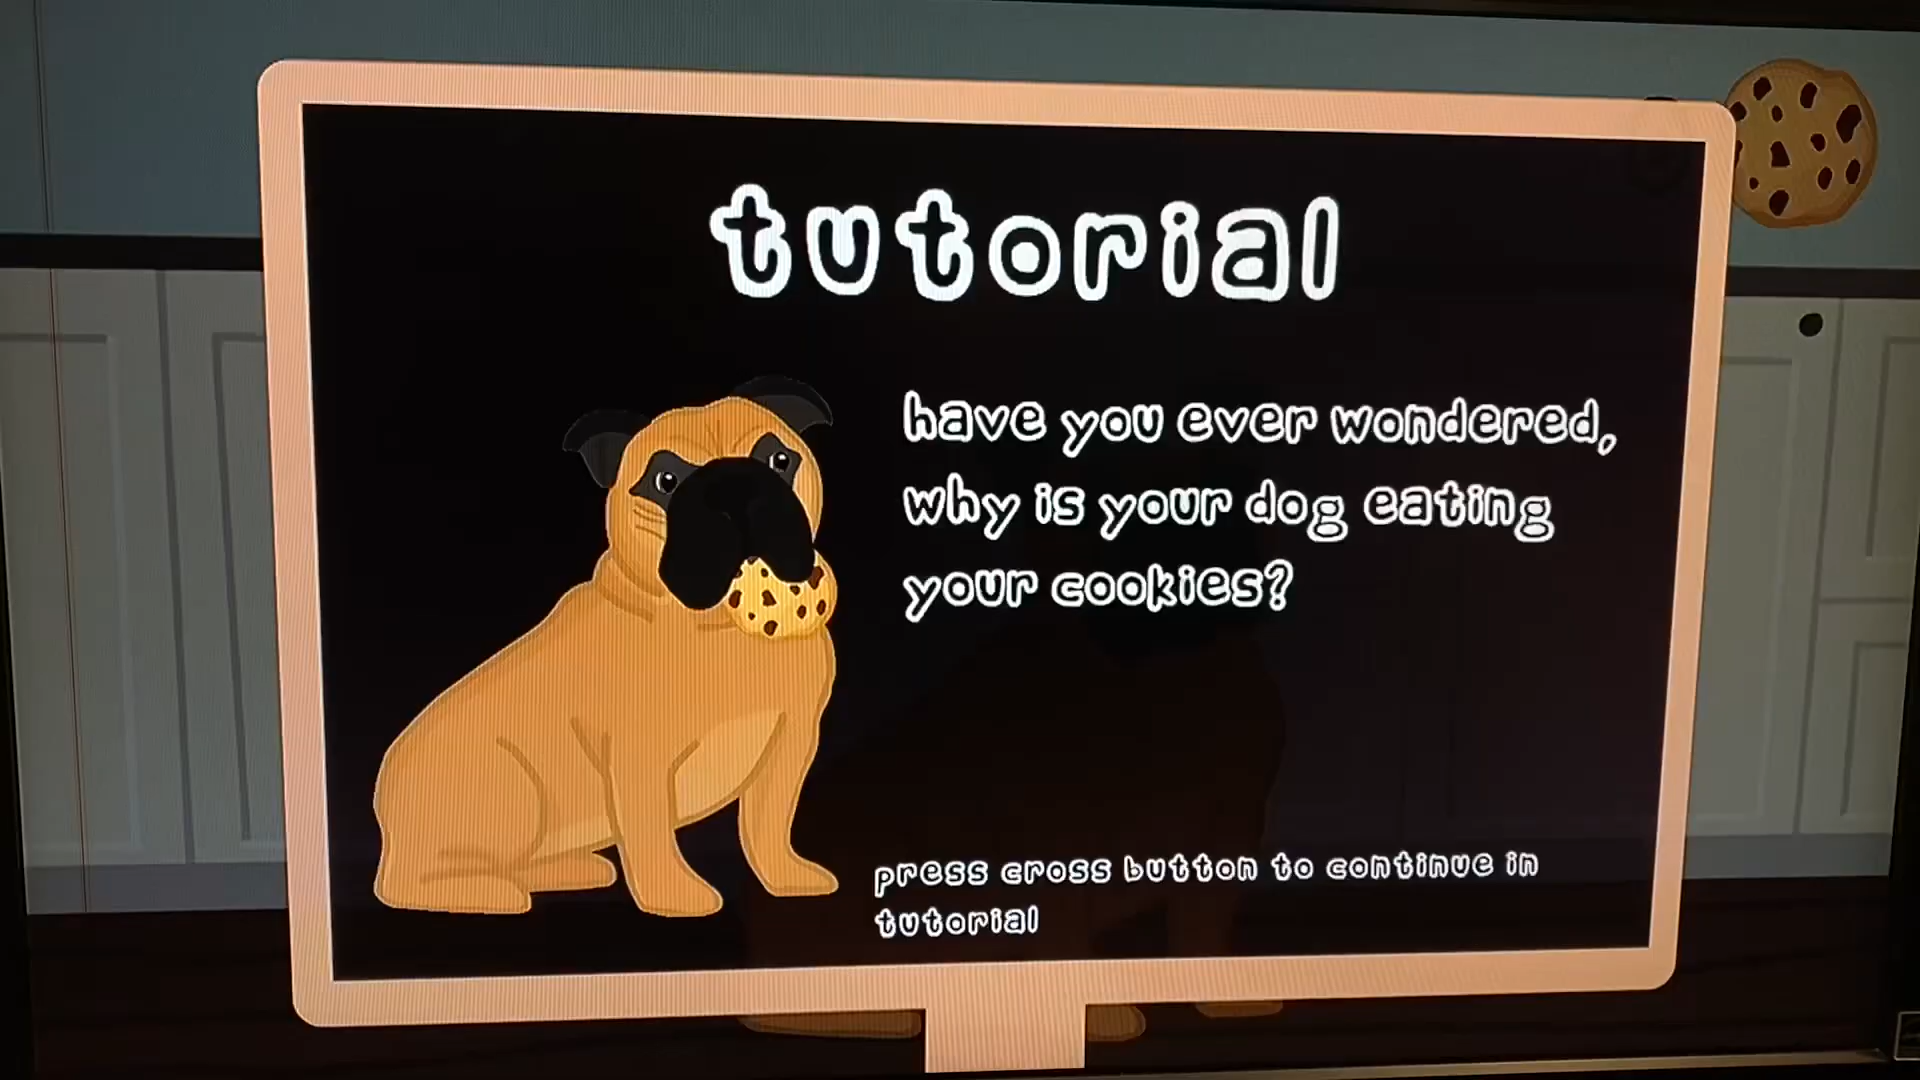 tutorial
have you ever wondered,
why is your dog eating
your cookies?
press cross button to continue in
tutorial